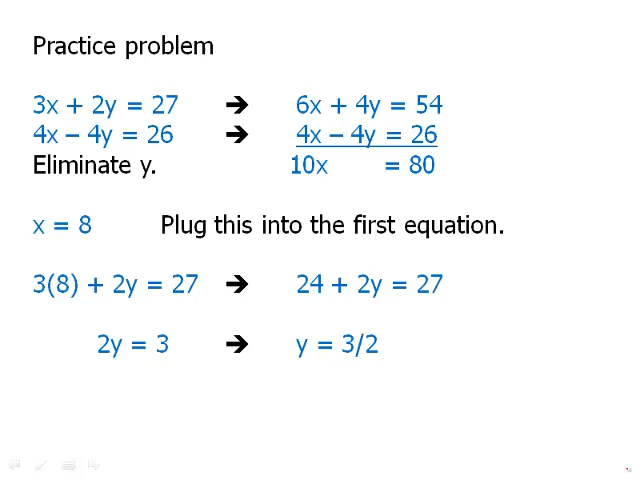 Practice problem
3x + 2y = 27 ➔ 6x + 4y = 54
4x – 4y = 26 ➔ 4x – 4y = 26
Eliminate y. 10x = 80
x = 8 Plug this into the first equation.
3(8) + 2y = 27 ➔ 24 + 2y = 27
2y = 3 ➔ y = 3/2